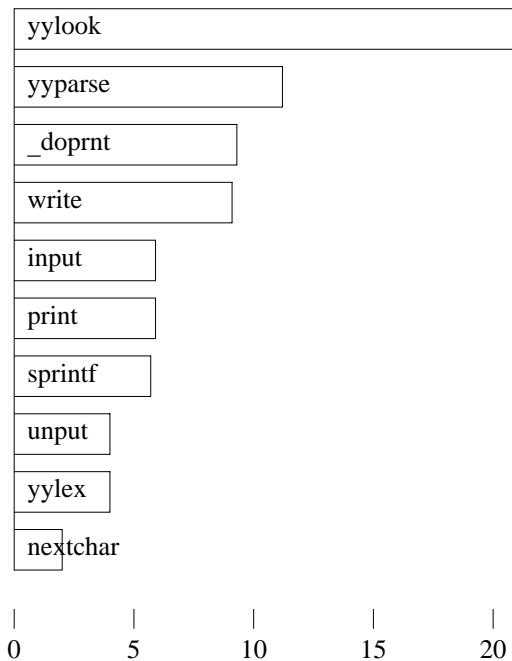 yylook
yyparse
_doprnt
write
input
print
sprintf
unput
yylex
nextchar
0 5 10 15 20